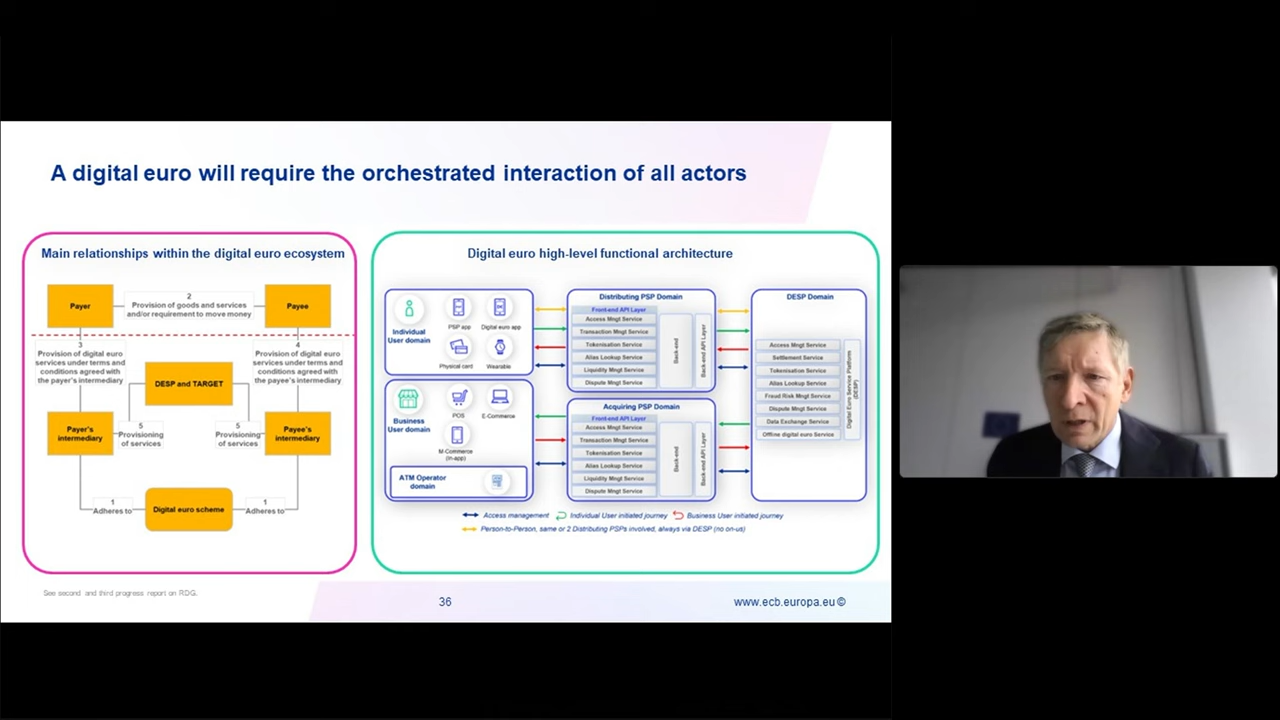 A digital euro will require the orchestrated interaction of all actors
Main relationships within the digital euro ecosystem
Payer
2
Provision of goods and services
and/or requirement to move money
Payee
3
Provision of digital euro
services under terms and
conditions agreed with
the payer's intermediary
4
Provision of digital euro
services under terms and
conditions agreed with
the payee's intermediary
DESP and TARGET
Payer's
intermediary
5
Provisioning
of services
5
Provisioning
of services
Payee's
intermediary
1
Adheres to
Digital euro scheme
1
Adheres to
Digital euro high-level functional architecture
Individual
User domain
PSP app
Digital euro app
Physical card
Wearable
Business
User domain
POS
E-Commerce
M-Commerce
(in-app)
ATM Operator
domain
Distributing PSP Domain
Front-end API Layer
Access Mngt Service
Transaction Mngt Service
Tokenisation Service
Alias Lookup Service
Liquidity Mngt Service
Dispute Mngt Service
Back-end
Back-end API Layer
Acquiring PSP Domain
Front-end API Layer
Access Mngt Service
Transaction Mngt Service
Tokenisation Service
Alias Lookup Service
Liquidity Mngt Service
Dispute Mngt Service
Back-end
Back-end API Layer
DESP Domain
Access Mngt Service
Settlement Service
Tokenisation Service
Alias Lookup Service
Fraud Risk Mngt Service
Dispute Mngt Service
Data Exchange Service
Offline digital euro Service
Digital Euro Service Platform
(DESP)
Access management
Individual User initiated journey
Business User initiated journey
Person-to-Person, same or 2 Distributing PSPs involved, always via DESP (no on-us)
See second and third progress report on RDG.
36
www.ecb.europa.eu ©